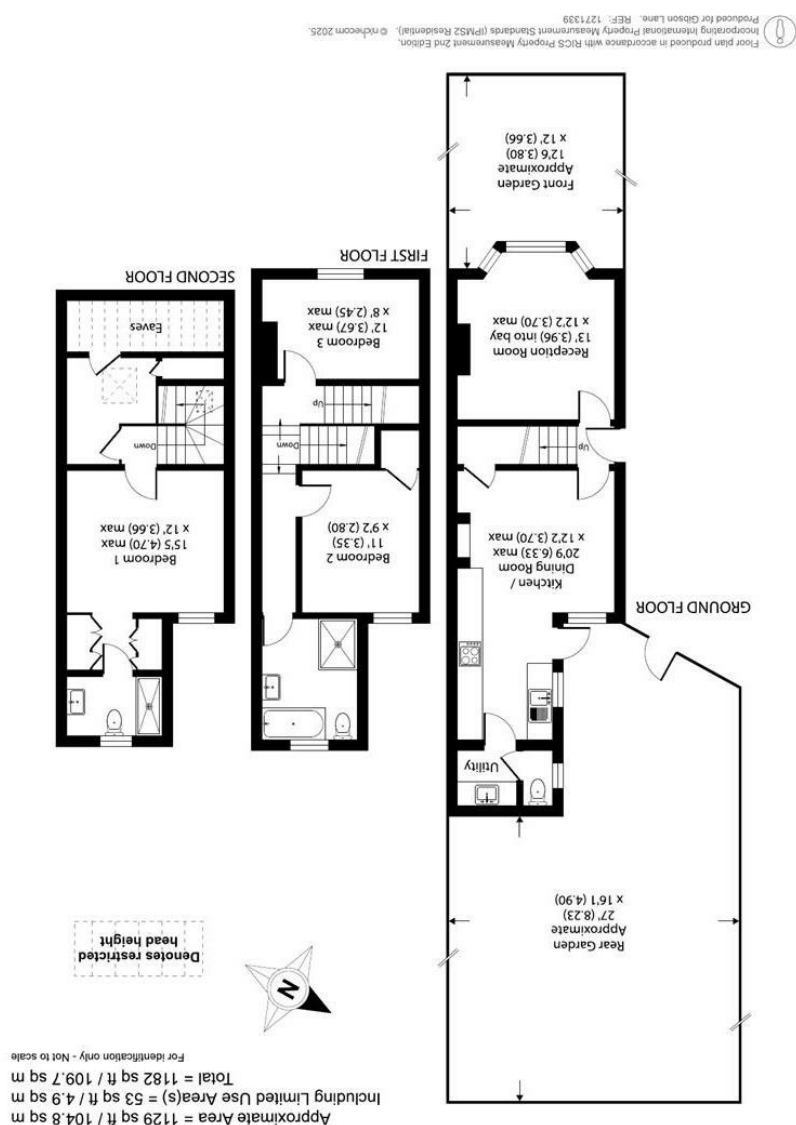 Approximate Area = 1129 sq ft / 104.8 sq m
Including Limited Use Area(s) = 53 sq ft / 4.9 sq m
Total = 1182 sq ft / 109.7 sq m
For identification only - Not to scale
N
Denotes restricted
head height
Rear Garden
Approximate
27' (8.23)
x 16'1 (4.90)
Utility
GROUND FLOOR
Kitchen /
Dining Room
20'9 (6.33) max
x 12'2 (3.70) max
Up
Reception Room
13' (3.96) into bay
x 12'2 (3.70) max
Front Garden
Approximate
12'6 (3.80)
x 12' (3.66)
Bedroom 2
11' (3.35)
x 9'2 (2.80)
Down
Up
Bedroom 3
12' (3.67) max
x 8' (2.45) max
FIRST FLOOR
Bedroom 1
15'5 (4.70) max
x 12' (3.66) max
Down
Eaves
SECOND FLOOR
Floor plan produced in accordance with RICS Property Measurement 2nd Edition,
Incorporating International Property Measurement Standards (IPMS2 Residential). © nichecom 2025.
Produced for Gibson Lane. REF: 1271339